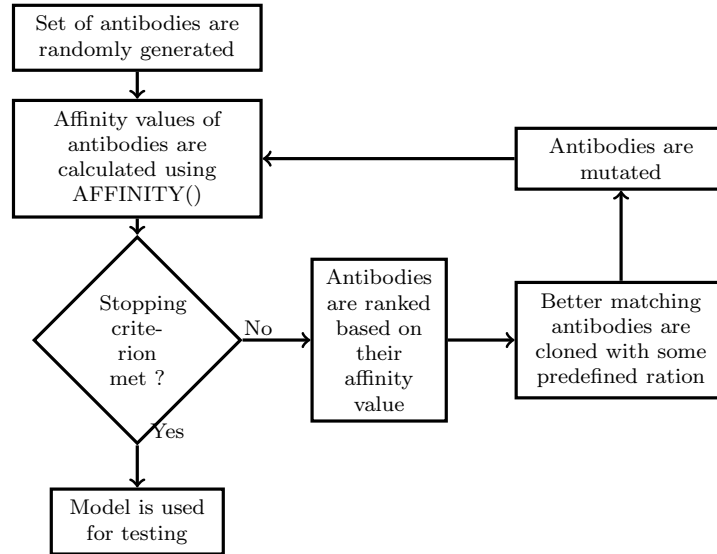 Set of antibodies are
randomly generated
Affinity values of
antibodies are
calculated using
AFFINITY()
Antibodies are
mutated
Stopping
crite-
rion
met ?
No
Antibodies
are ranked
based on
their
affinity
value
Better matching
antibodies are
cloned with some
predefined ration
Yes
Model is used
for testing